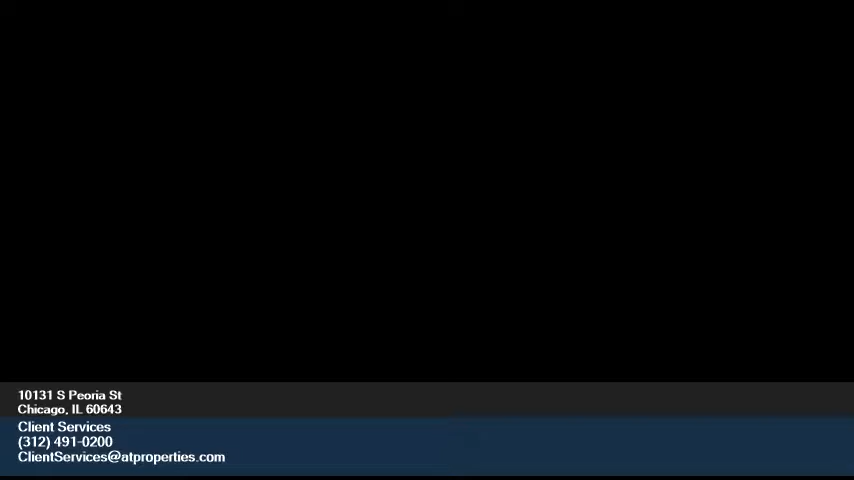 10131 S Peoria St
Chicago, IL 60643
Client Services
(312) 491-0200
ClientServices@atproperties.com